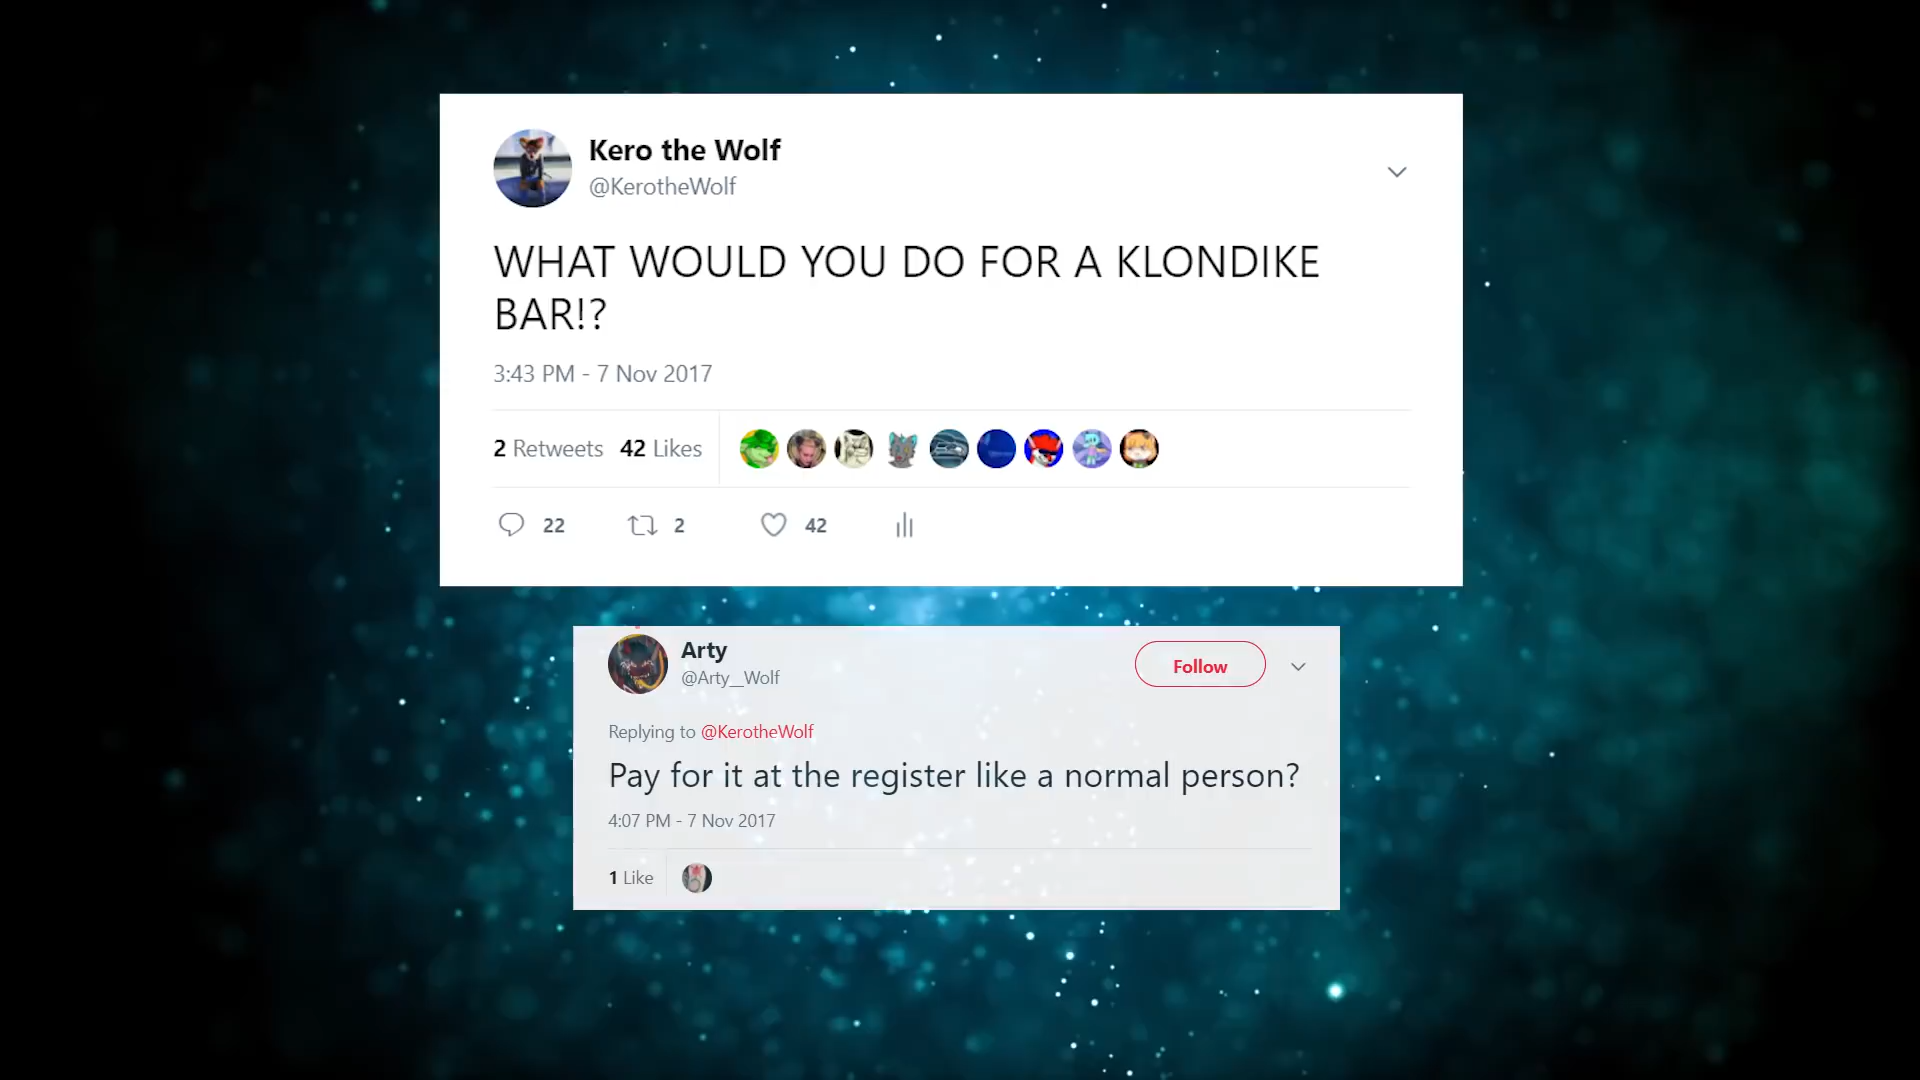 Kero the Wolf
@KerotheWolf
WHAT WOULD YOU DO FOR A KLONDIKE
BAR!?
3:43 PM - 7 Nov 2017
2 Retweets 42 Likes
22 2 42
Arty
@Arty__Wolf
Follow
Replying to @KerotheWolf
Pay for it at the register like a normal person?
4:07 PM - 7 Nov 2017
1 Like